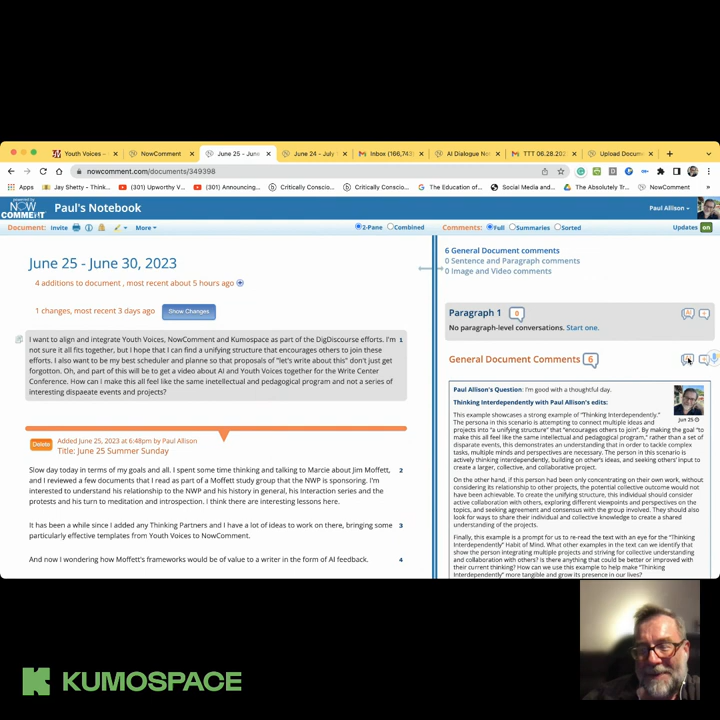 Youth Voices -
NowComment
June 25 - June
June 24 - July
Inbox (166,74
AI Dialogue No
TTT 06.28.202
Upload Docum
nowcomment.com/documents/349398
Apps
Jay Shetty - Think...
(301) Upworthy V...
(301) Announcing...
Critically Conscio...
Critically Conscio...
The Education of...
Social Media and...
The Absolutely Tr...
NowComment
powered by
NOW COMMENT
Paul's Notebook
Paul Allison
Document: Invite
More
2-Pane
Combined
Comments:
Full
Summaries
Sorted
Updates
on
June 25 - June 30, 2023
4 additions to document , most recent about 5 hours ago
1 changes, most recent 3 days ago
Show Changes
I want to align and integrate Youth Voices, NowComment and Kumospace as part of the DigDiscourse efforts. I'm 1
not sure it all fits together, but I hope that I can find a unifying structure that encourages others to join these
efforts. I also want to be my best scheduler and planne so that proposals of "let's write about this" don't just get
forgotten. Oh, and part of this will be to get a video about AI and Youth Voices together for the Write Center
Conference. How can I make this all feel like the same inetellectual and pedagogical program and not a series of
interesting dispaeate events and projects?
Delete
Added June 25, 2023 at 6:48pm by Paul Allison
Title: June 25 Summer Sunday
Slow day today in terms of my goals and all. I spent some time thinking and talking to Marcie about Jim Moffett, 2
and I reviewed a few documents that I read as part of a Moffett study group that the NWP is sponsoring. I'm
interested to understand his relationship to the NWP and his history in general, his Interaction series and the
protests and his turn to meditation and introspection. I think there are interesting lessons here.
It has been a while since I added any Thinking Partners and I have a lot of ideas to work on there, bringing some 3
particularly effective templates from Youth Voices to NowComment.
And now I wondering how Moffett's frameworks would be of value to a writer in the form of AI feedback. 4
6 General Document comments
0 Sentence and Paragraph comments
0 Image and Video comments
Paragraph 1 0
No paragraph-level conversations. Start one.
General Document Comments 6
Paul Allison's Question: I'm good with a thoughtful day.
Thinking Interdependently with Paul Allison's edits:
Jun 25
This example showcases a strong example of "Thinking Interdependently."
The persona in this scenario is attempting to connect multiple ideas and
projects into "a unifying structure" that "encourages others to join". By making the goal "to
make this all feel like the same intellectual and pedagogical program," rather than a set of
disparate events, this demonstrates an understanding that in order to tackle complex
tasks, multiple minds and perspectives are necessary. The person in this scenario is
actively thinking interdependently, building on other's ideas, and seeking others' input to
create a larger, collective, and collaborative project.
On the other hand, if this person had been only concentrating on their own work, without
considering its relationship to other projects, the potential collective outcome would not
have been achievable. To create the unifying structure, this individual should consider
active collaboration with others, exploring different viewpoints and perspectives on the
topics, and seeking agreement and consensus with the group involved. They should also
look for ways to share their individual and collective knowledge to create a shared
understanding of the projects.
Finally, this example is a prompt for us to re-read the text with an eye for the "Thinking
Interdependently" Habit of Mind. What other examples in the text can we identify that
show the person integrating multiple projects and striving for collective understanding
and collaboration with others? Is there anything that could be better or improved with
their current thinking? How can we use this example to help make "Thinking
Interdependently" more tangible and grow its presence in our lives?
KUMOSPACE